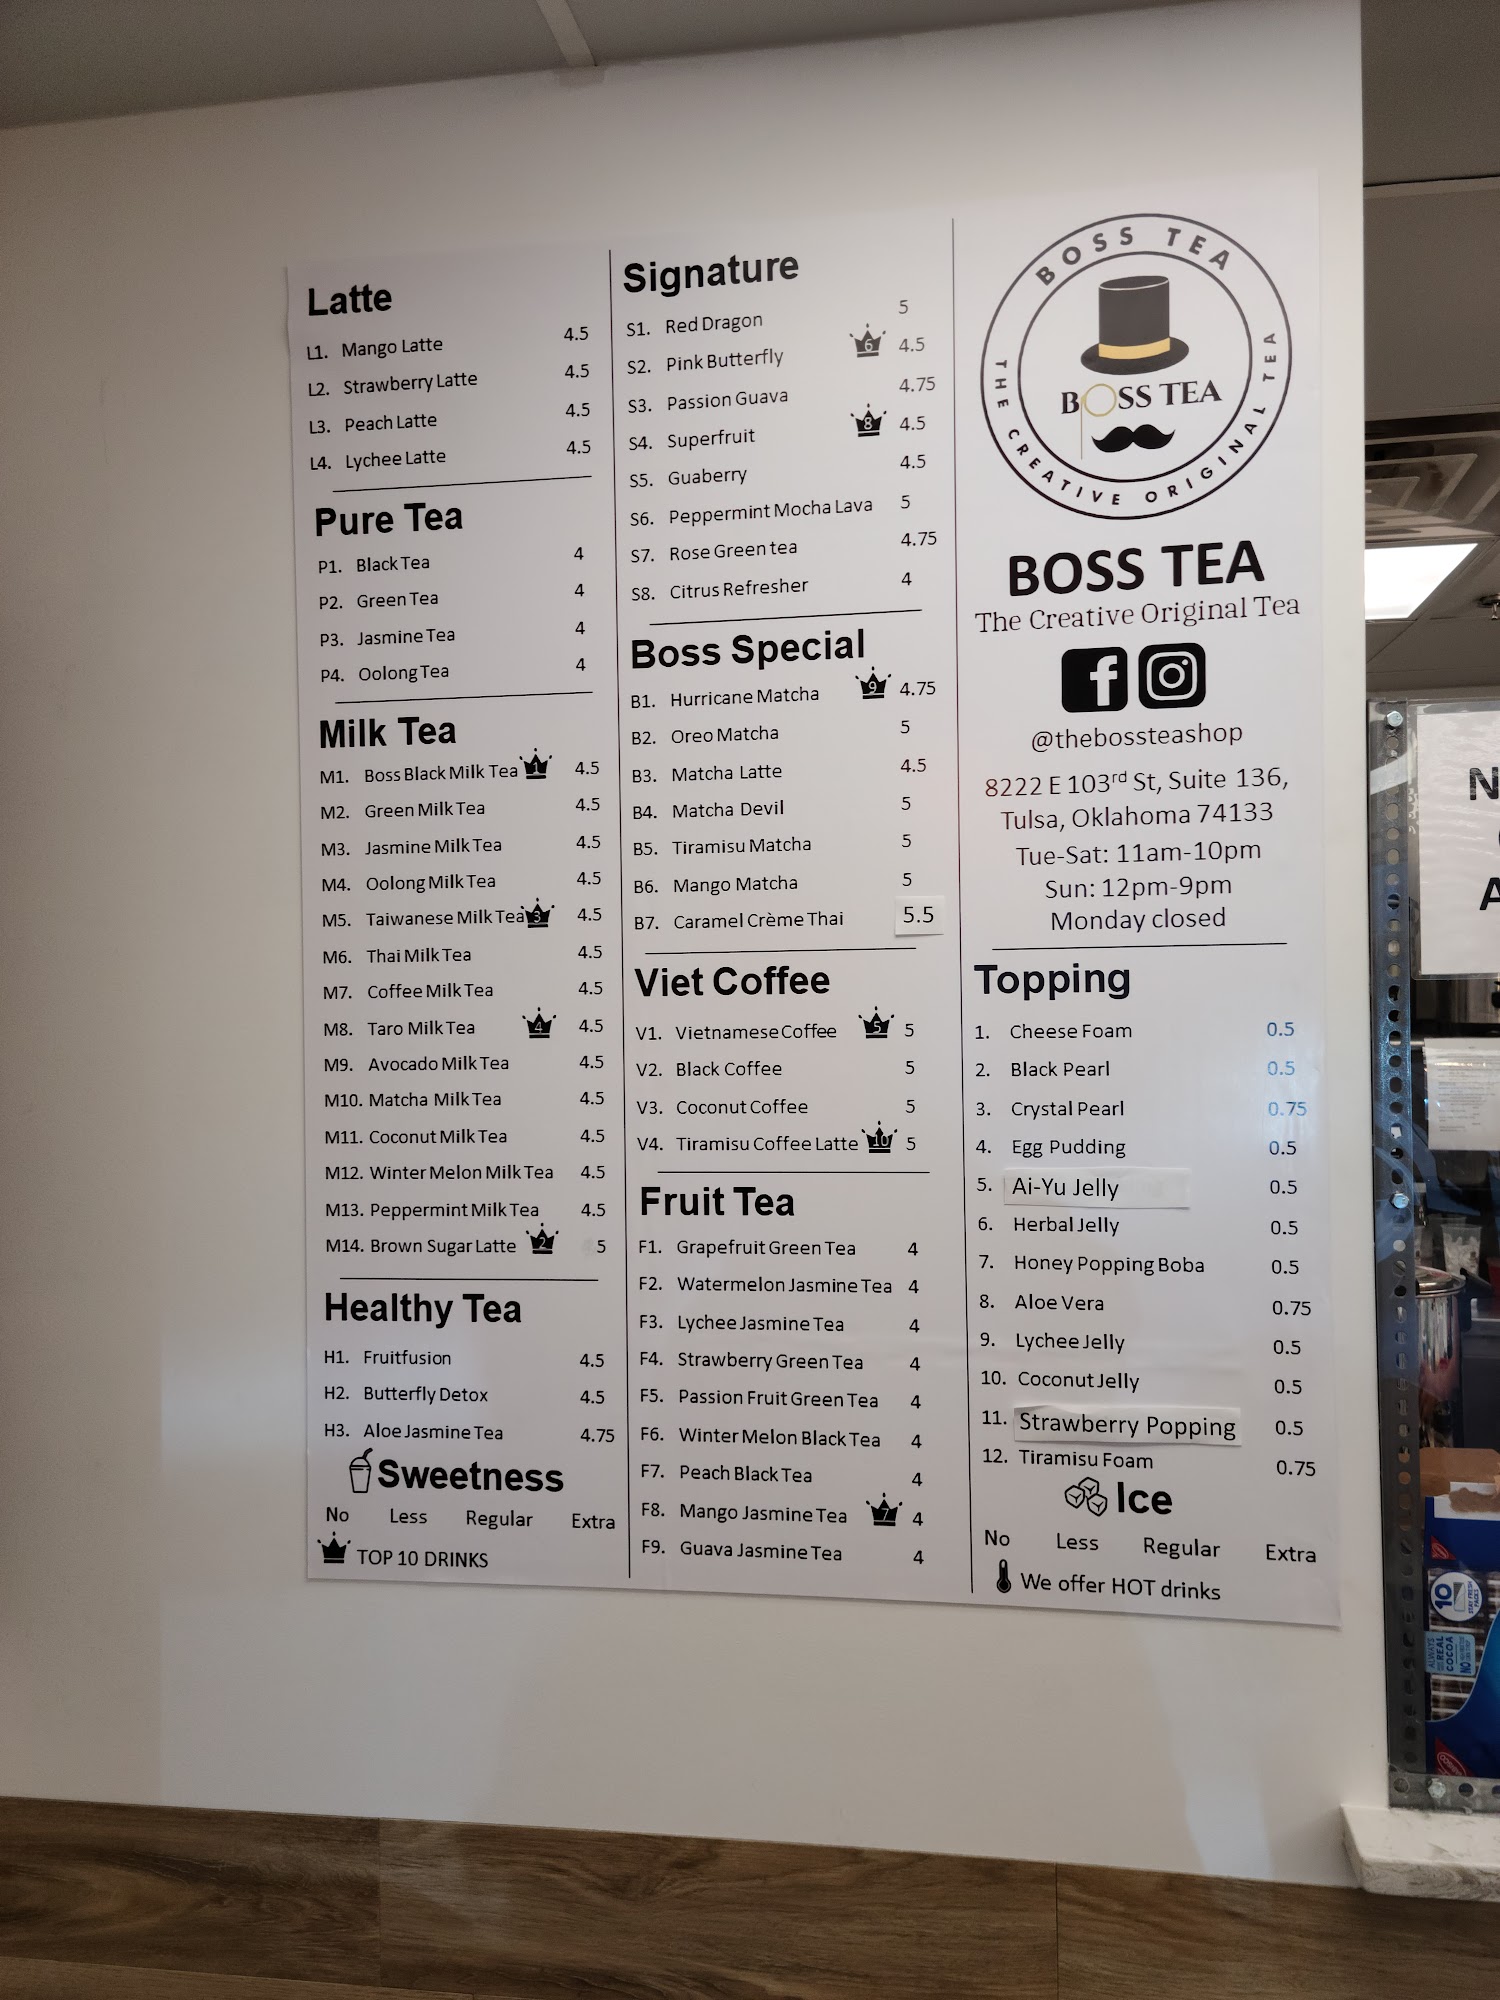 Latte
L1. Mango Latte 4.5
L2. Strawberry Latte 4.5
L3. Peach Latte 4.5
L4. Lychee Latte 4.5
Pure Tea
P1. Black Tea 4
P2. Green Tea 4
P3. Jasmine Tea 4
P4. Oolong Tea 4
Milk Tea
M1. Boss Black Milk Tea 1 4.5
M2. Green Milk Tea 4.5
M3. Jasmine Milk Tea 4.5
M4. Oolong Milk Tea 4.5
M5. Taiwanese Milk Tea 3 4.5
M6. Thai Milk Tea 4.5
M7. Coffee Milk Tea 4.5
M8. Taro Milk Tea 4 4.5
M9. Avocado Milk Tea 4.5
M10. Matcha Milk Tea 4.5
M11. Coconut Milk Tea 4.5
M12. Winter Melon Milk Tea 4.5
M13. Peppermint Milk Tea 4.5
M14. Brown Sugar Latte 2 5
Healthy Tea
H1. Fruitfusion 4.5
H2. Butterfly Detox 4.5
H3. Aloe Jasmine Tea 4.75
Sweetness
No Less Regular Extra
TOP 10 DRINKS
Signature
S1. Red Dragon 5
S2. Pink Butterfly 6 4.5
S3. Passion Guava 4.75
S4. Superfruit 8 4.5
S5. Guaberry 4.5
S6. Peppermint Mocha Lava 5
S7. Rose Green tea 4.75
S8. Citrus Refresher 4
Boss Special
B1. Hurricane Matcha 9 4.75
B2. Oreo Matcha 5
B3. Matcha Latte 4.5
B4. Matcha Devil 5
B5. Tiramisu Matcha 5
B6. Mango Matcha 5
B7. Caramel Crème Thai 5.5
Viet Coffee
V1. Vietnamese Coffee 5 5
V2. Black Coffee 5
V3. Coconut Coffee 5
V4. Tiramisu Coffee Latte 10 5
Fruit Tea
F1. Grapefruit Green Tea 4
F2. Watermelon Jasmine Tea 4
F3. Lychee Jasmine Tea 4
F4. Strawberry Green Tea 4
F5. Passion Fruit Green Tea 4
F6. Winter Melon Black Tea 4
F7. Peach Black Tea 4
F8. Mango Jasmine Tea 7 4
F9. Guava Jasmine Tea 4
BOSS TEA
BOSS TEA
THE CREATIVE ORIGINAL TEA
BOSS TEA
The Creative Original Tea
@thebossteashop
8222 E 103rd St, Suite 136,
Tulsa, Oklahoma 74133
Tue-Sat: 11am-10pm
Sun: 12pm-9pm
Monday closed
Topping
1. Cheese Foam 0.5
2. Black Pearl 0.5
3. Crystal Pearl 0.75
4. Egg Pudding 0.5
5. Ai-Yu Jelly 0.5
6. Herbal Jelly 0.5
7. Honey Popping Boba 0.5
8. Aloe Vera 0.75
9. Lychee Jelly 0.5
10. Coconut Jelly 0.5
11. Strawberry Popping 0.5
12. Tiramisu Foam 0.75
Ice
No Less Regular Extra
We offer HOT drinks
N
A
10
STAY FRESH
PACKS
ALWAYS
REAL
COCOA
NO